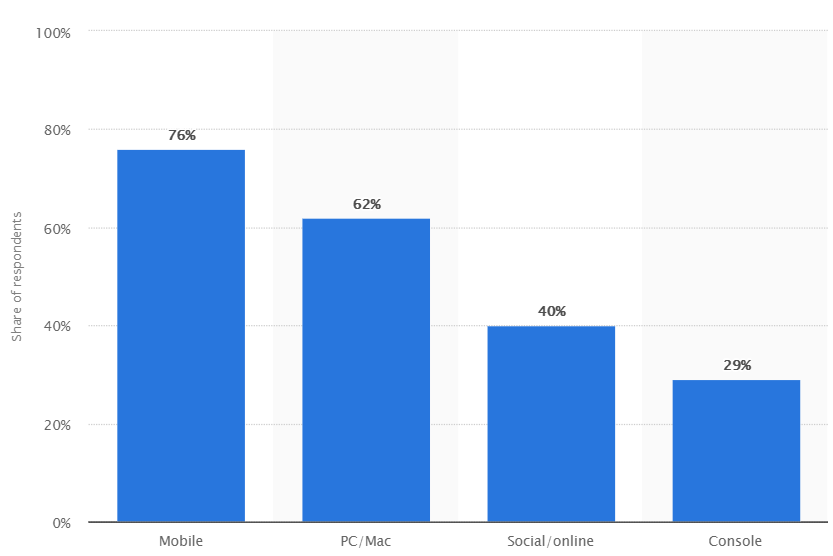 100%
80%
60%
40%
20%
0%
Share of respondents
76%
62%
40%
29%
Mobile
PC/Mac
Social/online
Console